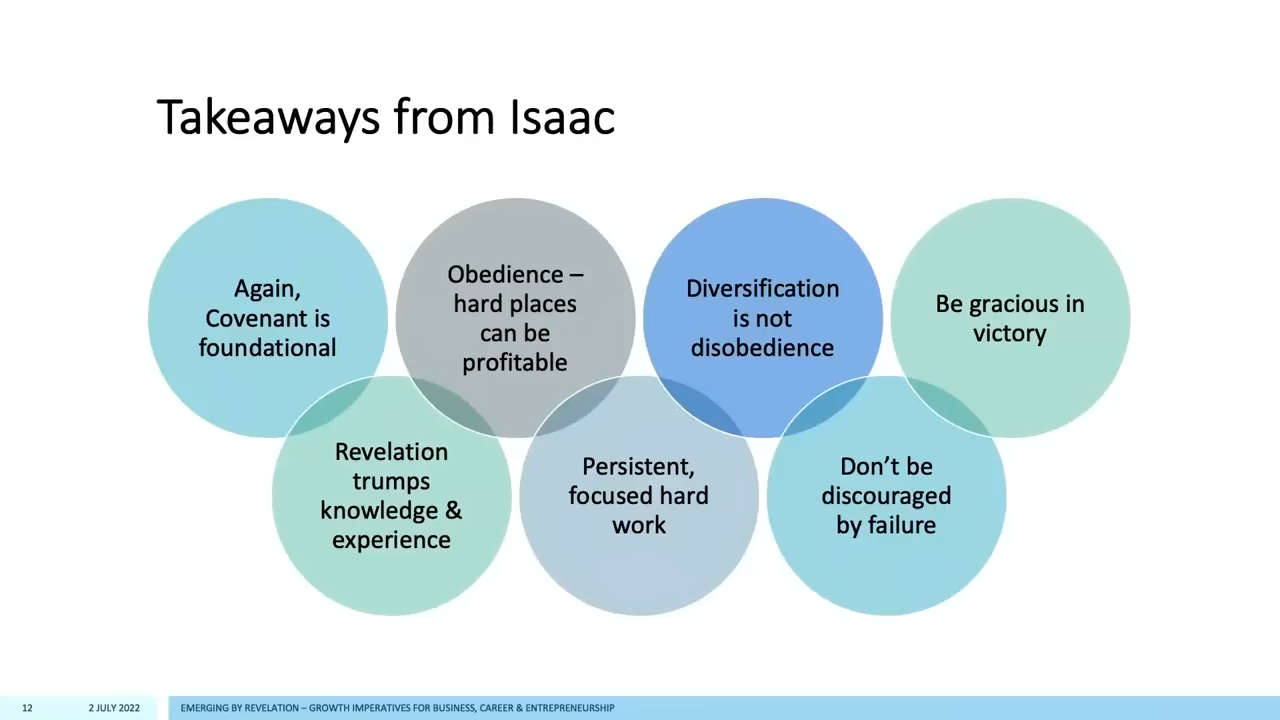 Takeaways from Isaac
Again,
Covenant is
foundational
Revelation
trumps
knowledge &
experience
Obedience –
hard places
can be
profitable
Persistent,
focused hard
work
Diversification
is not
disobedience
Don’t be
discouraged
by failure
Be gracious in
victory
12
2 JULY 2022
EMERGING BY REVELATION – GROWTH IMPERATIVES FOR BUSINESS, CAREER & ENTREPRENEURSHIP